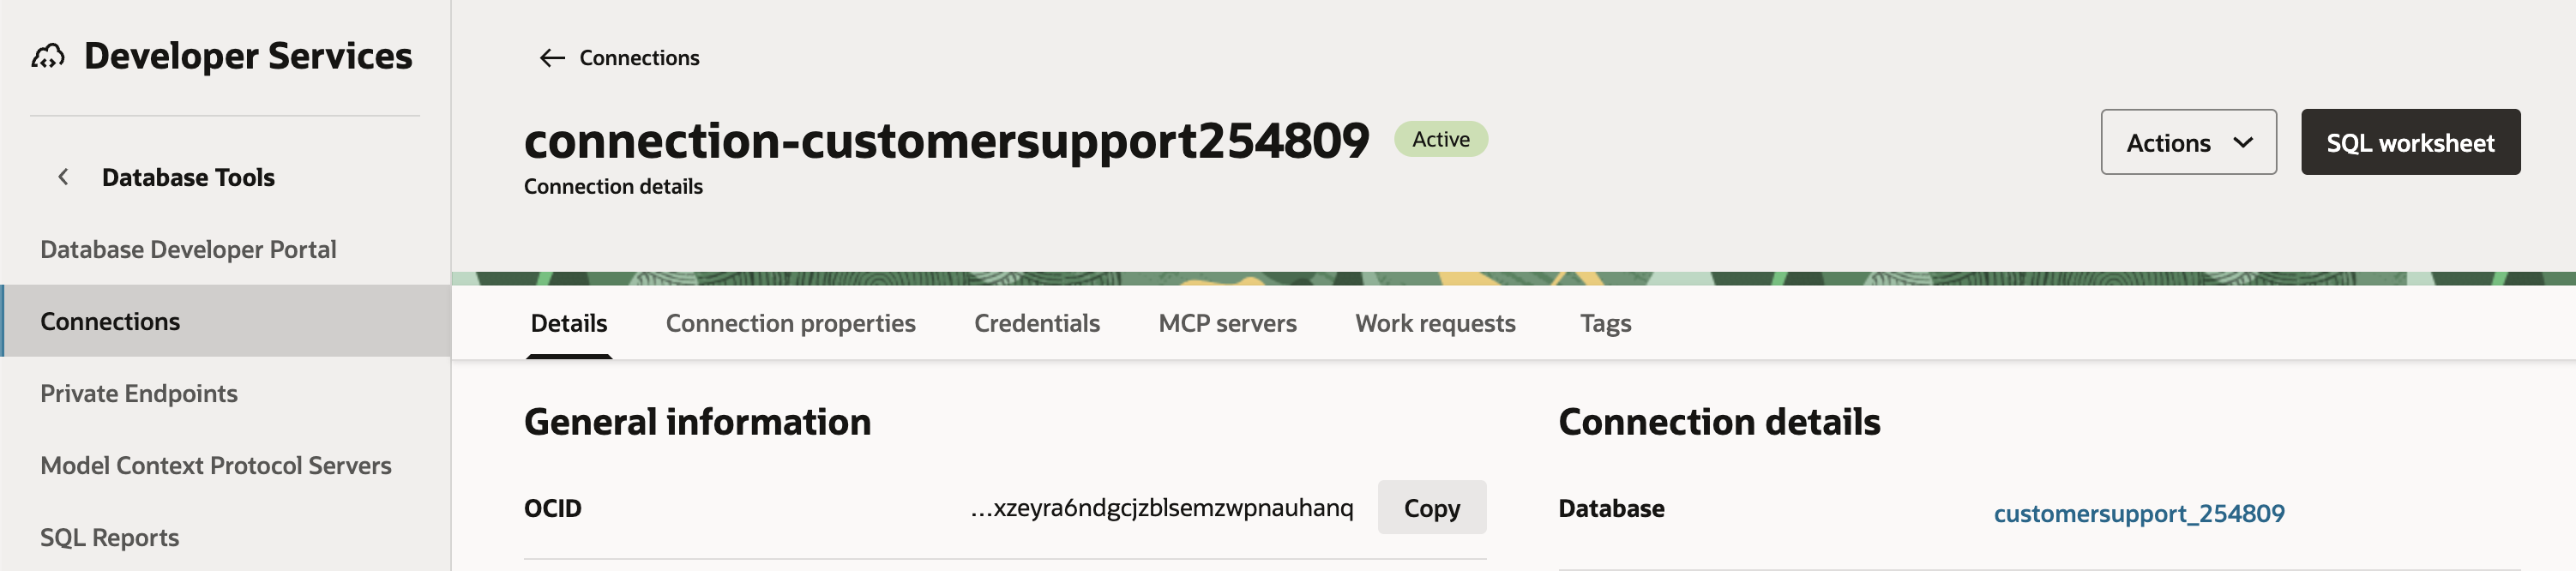 Developer Services
Database Tools
Database Developer Portal
Connections
Private Endpoints
Model Context Protocol Servers
SQL Reports
Connections
connection-customersupport254809
Active
Connection details
Actions
SQL worksheet
Details
Connection properties
Credentials
MCP servers
Work requests
Tags
General information
OCID
...xzeyra6ndgcjzblsemzwpnauhanq
Copy
Connection details
Database
customersupport_254809